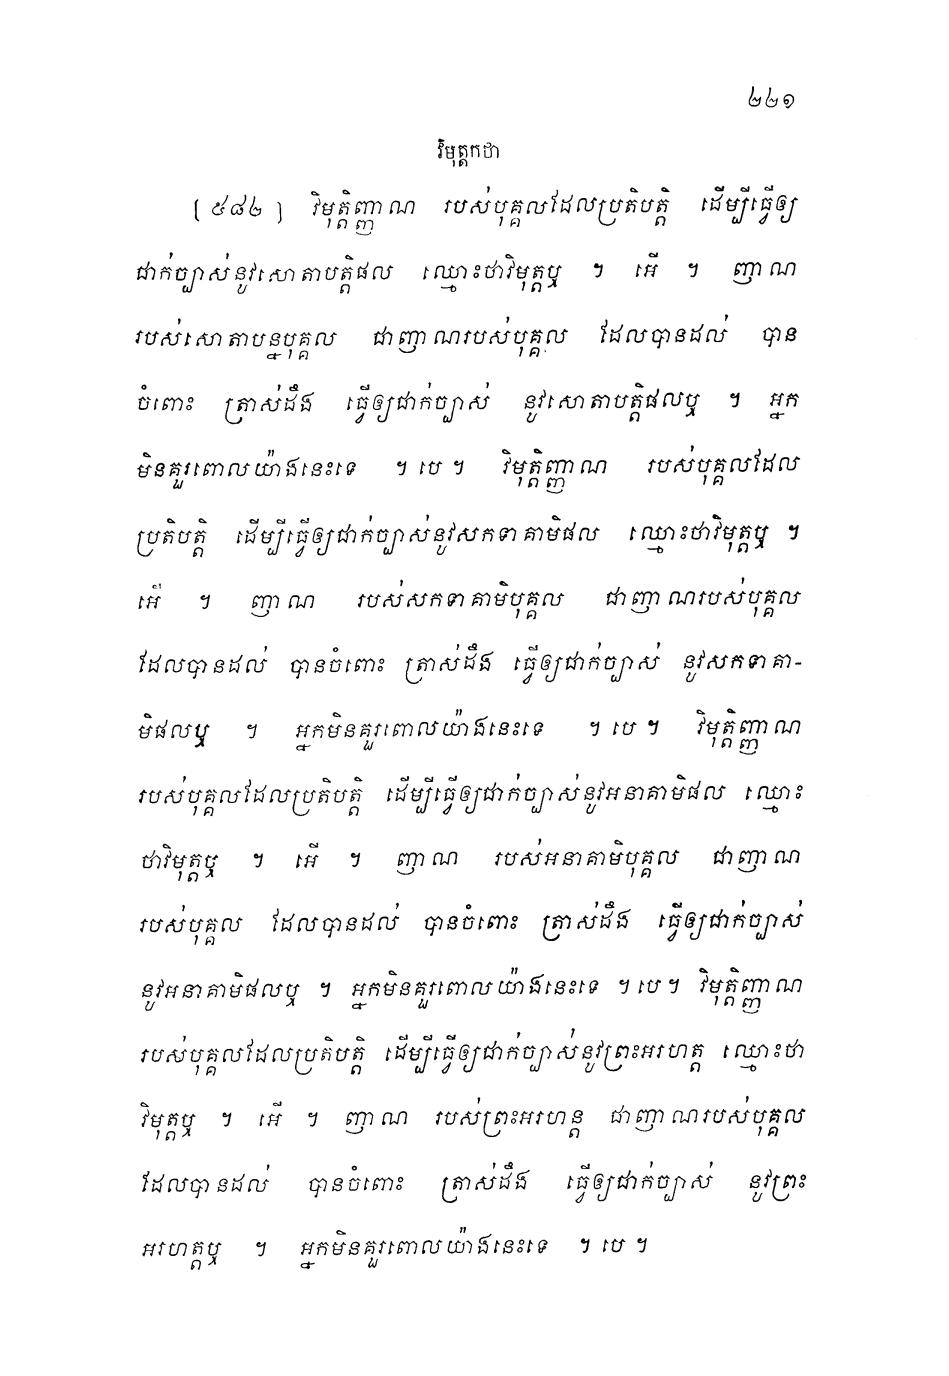 ២២១
វិមុត្តកថា
[ ៥៨២ ] វិមុត្តិញ្ញាណ របស់បុគ្គលដែលប្រតិបត្តិ ដើម្បីធ្វើឲ្យ
ជាក់ច្បាស់នូវសោតាបត្តិផល ឈ្មោះថាវិមុត្តឬ ។ អើ ។ ញាណ
របស់សោតាបន្នបុគ្គល ជាញាណរបស់បុគ្គល ដែលបានដល់ បាន
ចំពោះ ត្រាស់ដឹង ធ្វើឲ្យជាក់ច្បាស់ នូវសោតាបត្តិផលឬ ។ អ្នក
មិនគួរពោលយ៉ាងនេះទេ ។ បេ ។ វិមុត្តិញ្ញាណ របស់បុគ្គលដែល
ប្រតិបត្តិ ដើម្បីធ្វើឲ្យជាក់ច្បាស់នូវសកទាគាមិផល ឈ្មោះថាវិមុត្តឬ ។
អើ ។ ញាណ របស់សកទាគាមិបុគ្គល ជាញាណរបស់បុគ្គល
ដែលបានដល់ បានចំពោះ ត្រាស់ដឹង ធ្វើឲ្យជាក់ច្បាស់ នូវសកទាគា-
មិផលឬ ។ អ្នកមិនគួរពោលយ៉ាងនេះទេ ។ បេ ។ វិមុត្តិញ្ញាណ
របស់បុគ្គលដែលប្រតិបត្តិ ដើម្បីធ្វើឲ្យជាក់ច្បាស់នូវអនាគាមិផល ឈ្មោះ
ថាវិមុត្តឬ ។ អើ ។ ញាណ របស់អនាគាមិបុគ្គល ជាញាណ
របស់បុគ្គល ដែលបានដល់ បានចំពោះ ត្រាស់ដឹង ធ្វើឲ្យជាក់ច្បាស់
នូវអនាគាមិផលឬ ។ អ្នកមិនគួរពោលយ៉ាងនេះទេ ។ បេ ។ វិមុត្តិញ្ញាណ
របស់បុគ្គលដែលប្រតិបត្តិ ដើម្បីធ្វើឲ្យជាក់ច្បាស់នូវព្រះអរហត្ត ឈ្មោះថា
វិមុត្តឬ ។ អើ ។ ញាណ របស់ព្រះអរហន្ត ជាញាណរបស់បុគ្គល
ដែលបានដល់ បានចំពោះ ត្រាស់ដឹង ធ្វើឲ្យជាក់ច្បាស់ នូវព្រះ
អរហត្តឬ ។ អ្នកមិនគួរពោលយ៉ាងនេះទេ ។ បេ ។